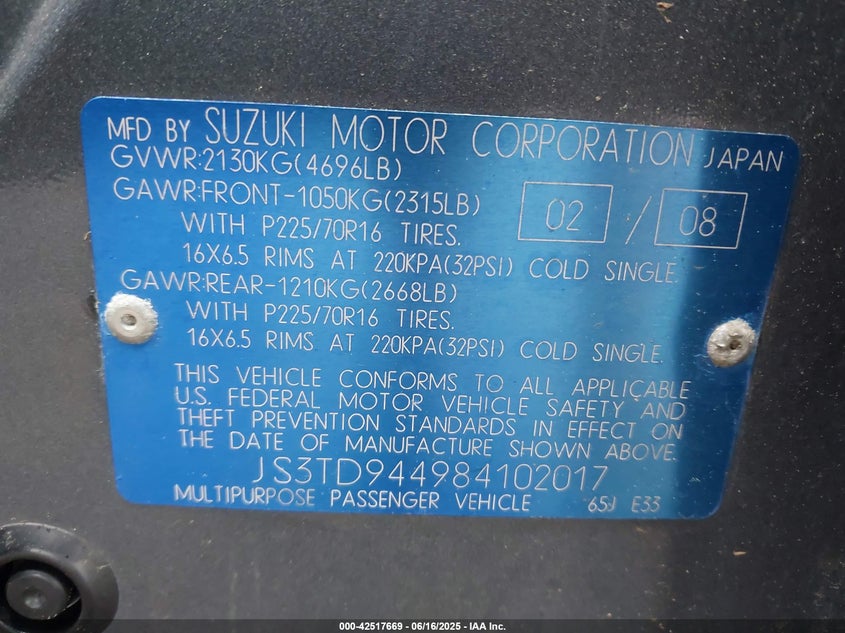 MFD BY SUZUKI MOTOR CORPORATION JAPAN
GVWR:2130KG(4696LB)
GAWR:FRONT-1050KG(2315LB)
02 / 08
WITH P225/70R16 TIRES.
16X6.5 RIMS AT 220KPA(32PSI) COLD SINGLE.
GAWR:REAR-1210KG(2668LB)
WITH P225/70R16 TIRES.
16X6.5 RIMS AT 220KPA(32PSI) COLD SINGLE.
THIS VEHICLE CONFORMS TO ALL APPLICABLE
U.S. FEDERAL MOTOR VEHICLE SAFETY AND
THEFT PREVENTION STANDARDS IN EFFECT ON
THE DATE OF MANUFACTURE SHOWN ABOVE.
JS3TD944984102017
MULTIPURPOSE PASSENGER VEHICLE 65J E33
000-42517669 - 06/16/2025 - IAA Inc.